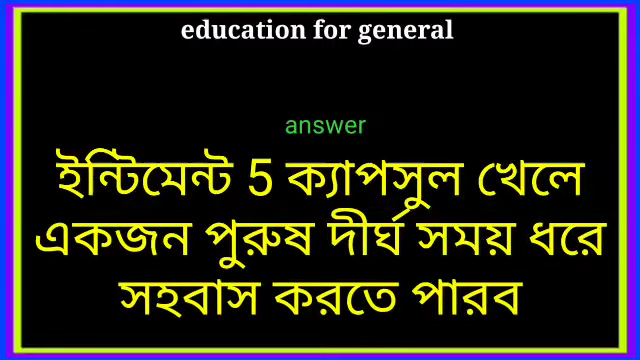 education for general
answer
ইন্টিমেন্ট 5 ক্যাপসুল খেলে
একজন পুরুষ দীর্ঘ সময় ধরে
সহবাস করতে পারব